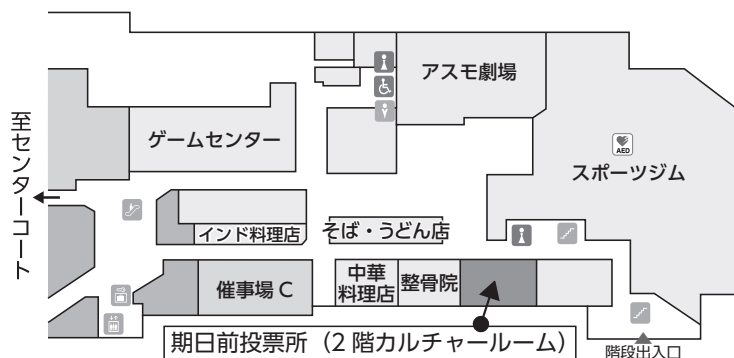 アスモ劇場
ゲームセンター
AED
スポーツジム
至センターコート
インド料理店
そば・うどん店
催事場 C
中華
料理店
整骨院
期日前投票所（2 階カルチャールーム）
階段出入口